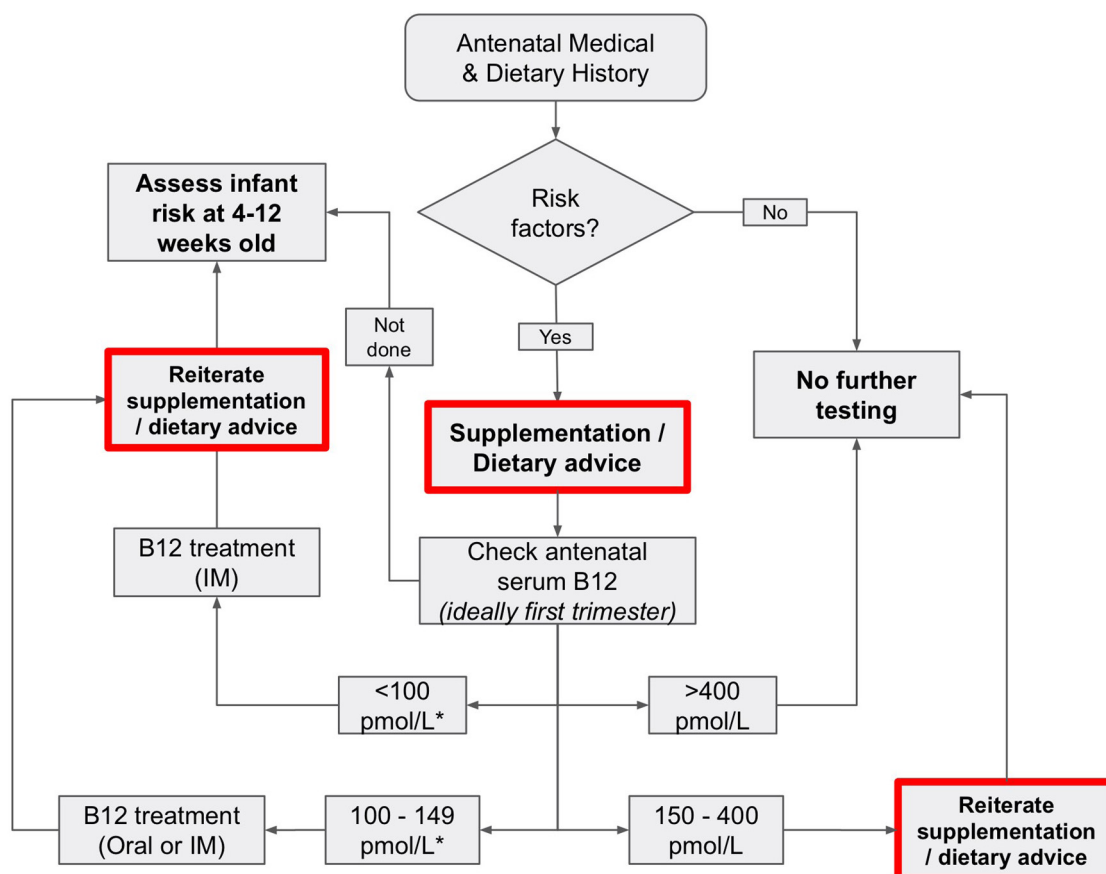 Antenatal Medical
& Dietary History
Assess infant
risk at 4-12
weeks old
Risk
factors?
No
Not
done
Yes
Reiterate
supplementation
/ dietary advice
No further
testing
Supplementation /
Dietary advice
B12 treatment
(IM)
Check antenatal
serum B12
(ideally first trimester)
<100
pmol/L*
>400
pmol/L
B12 treatment
(Oral or IM)
100 - 149
pmol/L*
150 - 400
pmol/L
Reiterate
supplementation
/ dietary advice